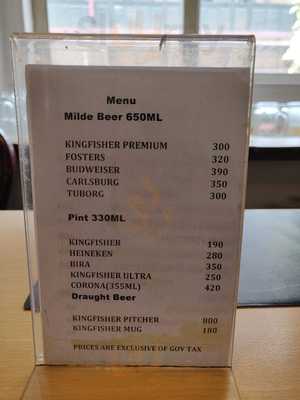 Menu
Milde Beer 650ML
KINGFISHER PREMIUM 300
FOSTERS 320
BUDWEISER 390
CARLSBURG 350
TUBORG 300
Pint 330ML
KINGFISHER 190
HEINEKEN 280
BIRA 350
KINGFISHER ULTRA 250
CORONA(355ML) 420
Draught Beer
KINGFISHER PITCHER 800
KINGFISHER MUG 180
PRICES ARE EXCLUSIVE OF GOV TAX